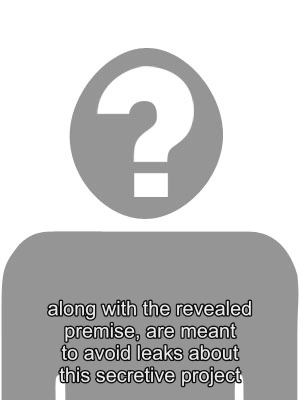 ?
along with the revealed
premise, are meant
to avoid leaks about
this secretive project